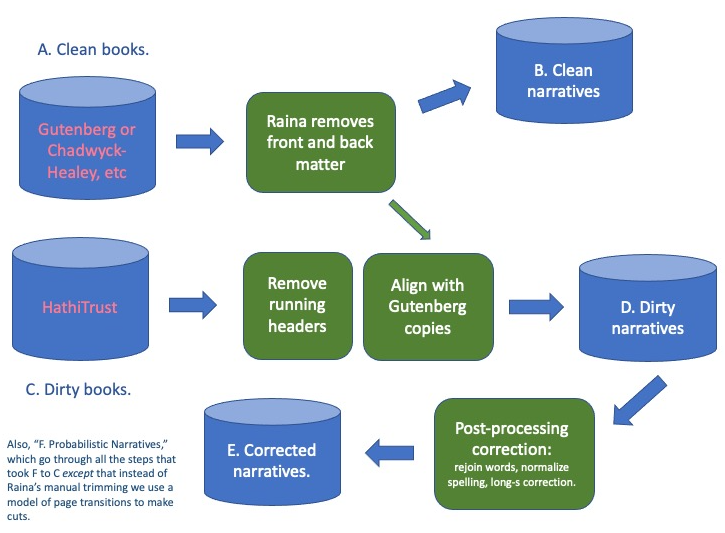 A. Clean books.
Gutenberg or
Chadwyck-
Healey, etc
Raina removes
front and back
matter
B. Clean
narratives
HathiTrust
Remove
running
headers
Align with
Gutenberg
copies
D. Dirty
narratives
C. Dirty books.
Post-processing
correction:
rejoin words, normalize
spelling, long-s correction.
E. Corrected
narratives.
Also, “F. Probabilistic Narratives,”
which go through all the steps that
took F to C except that instead of
Raina’s manual trimming we use a
model of page transitions to make
cuts.